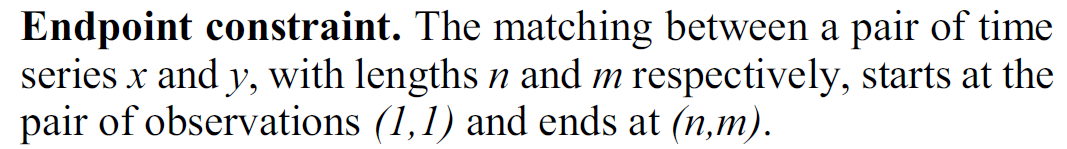 Endpoint constraint. The matching between a pair of time
series x and y, with lengths n and m respectively, starts at the
pair of observations (1,1) and ends at (n,m).